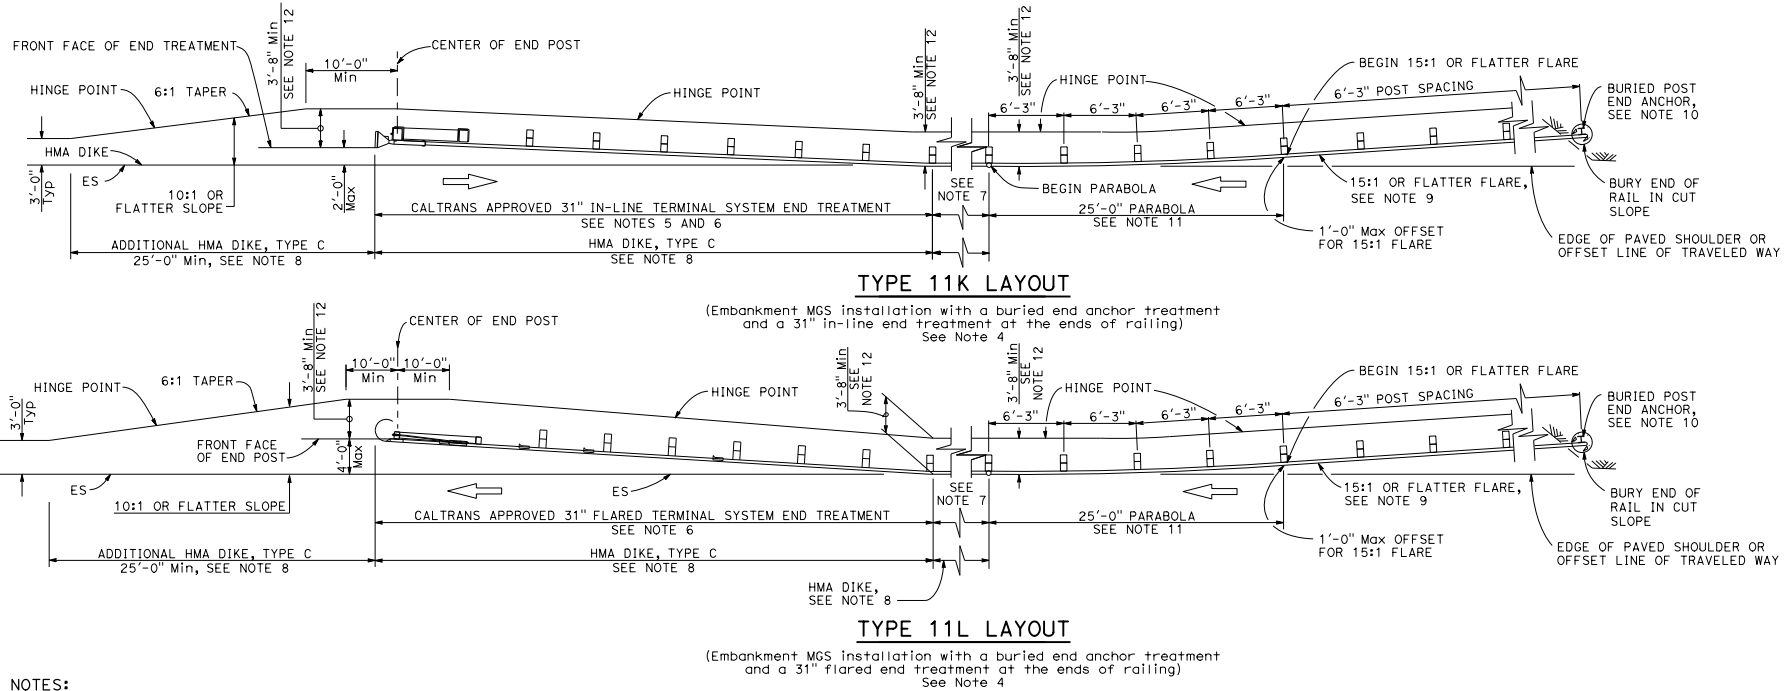 3'-8" Min
SEE NOTE 12
FRONT FACE OF END TREATMENT
CENTER OF END POST
10'-0"
Min
HINGE POINT
6:1 TAPER
HINGE POINT
3'-8" Min
SEE NOTE 12
3'-8" Min
SEE NOTE 12
HINGE POINT
BEGIN 15:1 OR FLATTER FLARE
6'-3"
6'-3"
6'-3"
6'-3"
6'-3" POST SPACING
BURIED POST
END ANCHOR,
SEE NOTE 10
HMA DIKE
ES
3'-0"
Typ
10:1 OR
FLATTER SLOPE
2'-0"
Max
SEE
NOTE 7
BEGIN PARABOLA
15:1 OR FLATTER FLARE,
SEE NOTE 9
BURY END OF
RAIL IN CUT
SLOPE
CALTRANS APPROVED 31" IN-LINE TERMINAL SYSTEM END TREATMENT
SEE NOTES 5 AND 6
25'-0" PARABOLA
SEE NOTE 11
1'-0" Max OFFSET
FOR 15:1 FLARE
EDGE OF PAVED SHOULDER OR
OFFSET LINE OF TRAVELED WAY
ADDITIONAL HMA DIKE, TYPE C
25'-0" Min, SEE NOTE 8
HMA DIKE, TYPE C
SEE NOTE 8
TYPE 11K LAYOUT
(Embankment MGS installation with a buried end anchor treatment
and a 31" in-line end treatment at the ends of railing)
See Note 4
3'-8" Min
SEE NOTE 12
CENTER OF END POST
10'-0"
Min
10'-0"
Min
HINGE POINT
6:1 TAPER
HINGE POINT
3'-8" Min
SEE
NOTE 12
3'-8" Min
SEE
NOTE 12
HINGE POINT
BEGIN 15:1 OR FLATTER FLARE
6'-3"
6'-3"
6'-3"
6'-3"
6'-3" POST SPACING
BURIED POST
END ANCHOR,
SEE NOTE 10
3'-0"
Typ
FRONT FACE
OF END POST
4'-0"
Max
ES
ES
10:1 OR FLATTER SLOPE
SEE
NOTE 7
15:1 OR FLATTER FLARE,
SEE NOTE 9
BURY END OF
RAIL IN CUT
SLOPE
CALTRANS APPROVED 31" FLARED TERMINAL SYSTEM END TREATMENT
SEE NOTE 6
25'-0" PARABOLA
SEE NOTE 11
1'-0" Max OFFSET
FOR 15:1 FLARE
EDGE OF PAVED SHOULDER OR
OFFSET LINE OF TRAVELED WAY
ADDITIONAL HMA DIKE, TYPE C
25'-0" Min, SEE NOTE 8
HMA DIKE, TYPE C
SEE NOTE 8
HMA DIKE,
SEE NOTE 8
TYPE 11L LAYOUT
(Embankment MGS installation with a buried end anchor treatment
and a 31" flared end treatment at the ends of railing)
See Note 4
NOTES: